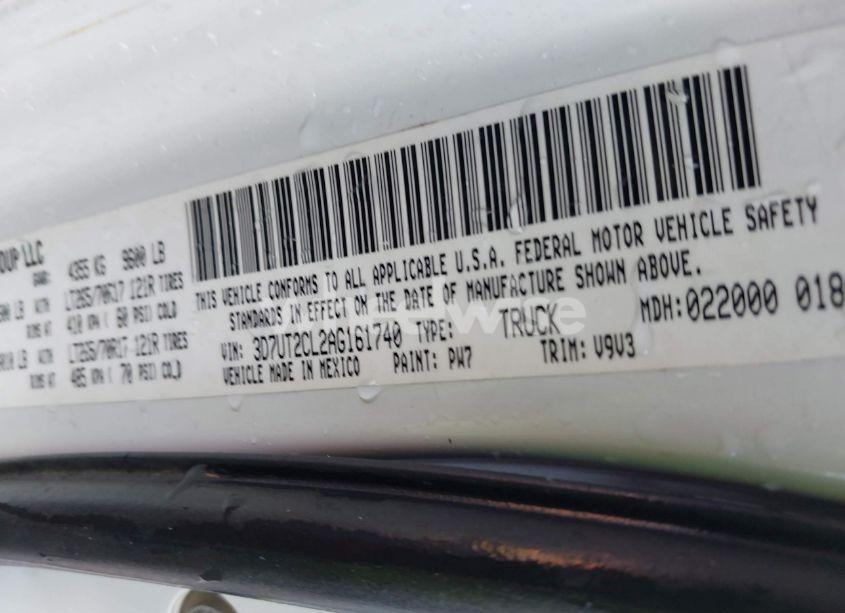 OUP LLC
4355 KG 9600 LB
LT265/70R17 121R TIRES
410 KPA ( 60 PSI) COLD
LT265/70R17 121R TIRES
485 KPA ( 70 PSI) COLD
THIS VEHICLE CONFORMS TO ALL APPLICABLE U.S.A. FEDERAL MOTOR VEHICLE SAFETY
STANDARDS IN EFFECT ON THE DATE OF MANUFACTURE SHOWN ABOVE.
VIN: 3D7UT2CL2AG161740 TYPE: TRUCK MDH:022000 018
VEHICLE MADE IN MEXICO PAINT: PW7 TRIM: V9V3